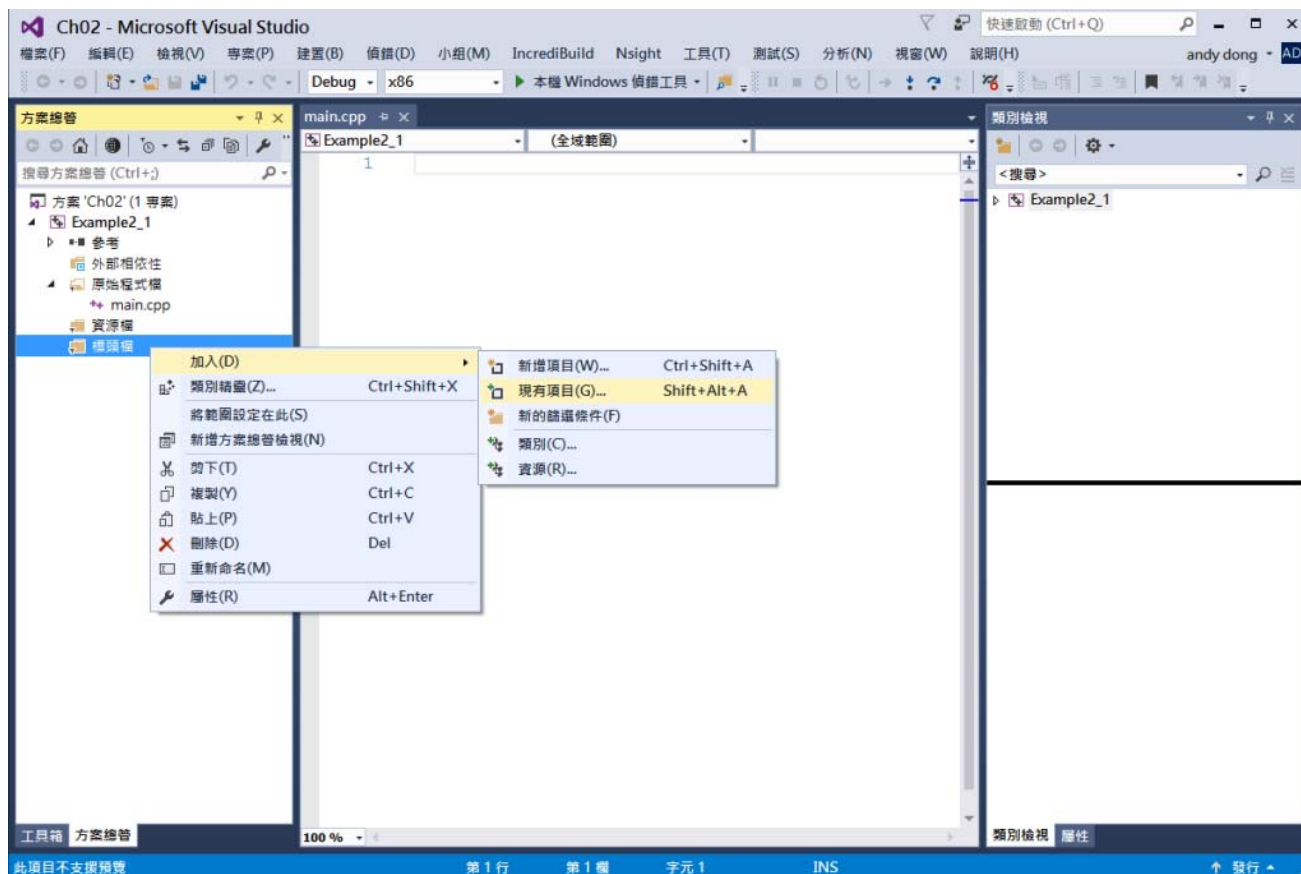 Ch02 - Microsoft Visual Studio
快速啟動 (Ctrl+Q)
檔案(F) 編輯(E) 檢視(V) 專案(P) 建置(B) 偵錯(D) 小組(M) IncrediBuild Nsight 工具(T) 測試(S) 分析(N) 視窗(W) 說明(H) andy dong AD
Debug x86 本機 Windows 偵錯工具
方案總管
搜尋方案總管 (Ctrl+;)
方案 'Ch02' (1 專案)
Example2_1
參考
外部相依性
原始程式檔
main.cpp
資源檔
標頭檔
main.cpp
Example2_1 (全域範圍)
1
加入(D)
類別精靈(Z)... Ctrl+Shift+X
將範圍設定在此(S)
新增方案總管檢視(N)
剪下(T) Ctrl+X
複製(Y) Ctrl+C
貼上(P) Ctrl+V
刪除(D) Del
重新命名(M)
屬性(R) Alt+Enter
新增項目(W)... Ctrl+Shift+A
現有項目(G)... Shift+Alt+A
新的篩選條件(F)
類別(C)...
資源(R)...
類別檢視
<搜尋>
Example2_1
工具箱 方案總管
100 %
類別檢視 屬性
此項目不支援預覽 第 1 行 第 1 欄 字元 1 INS 發行